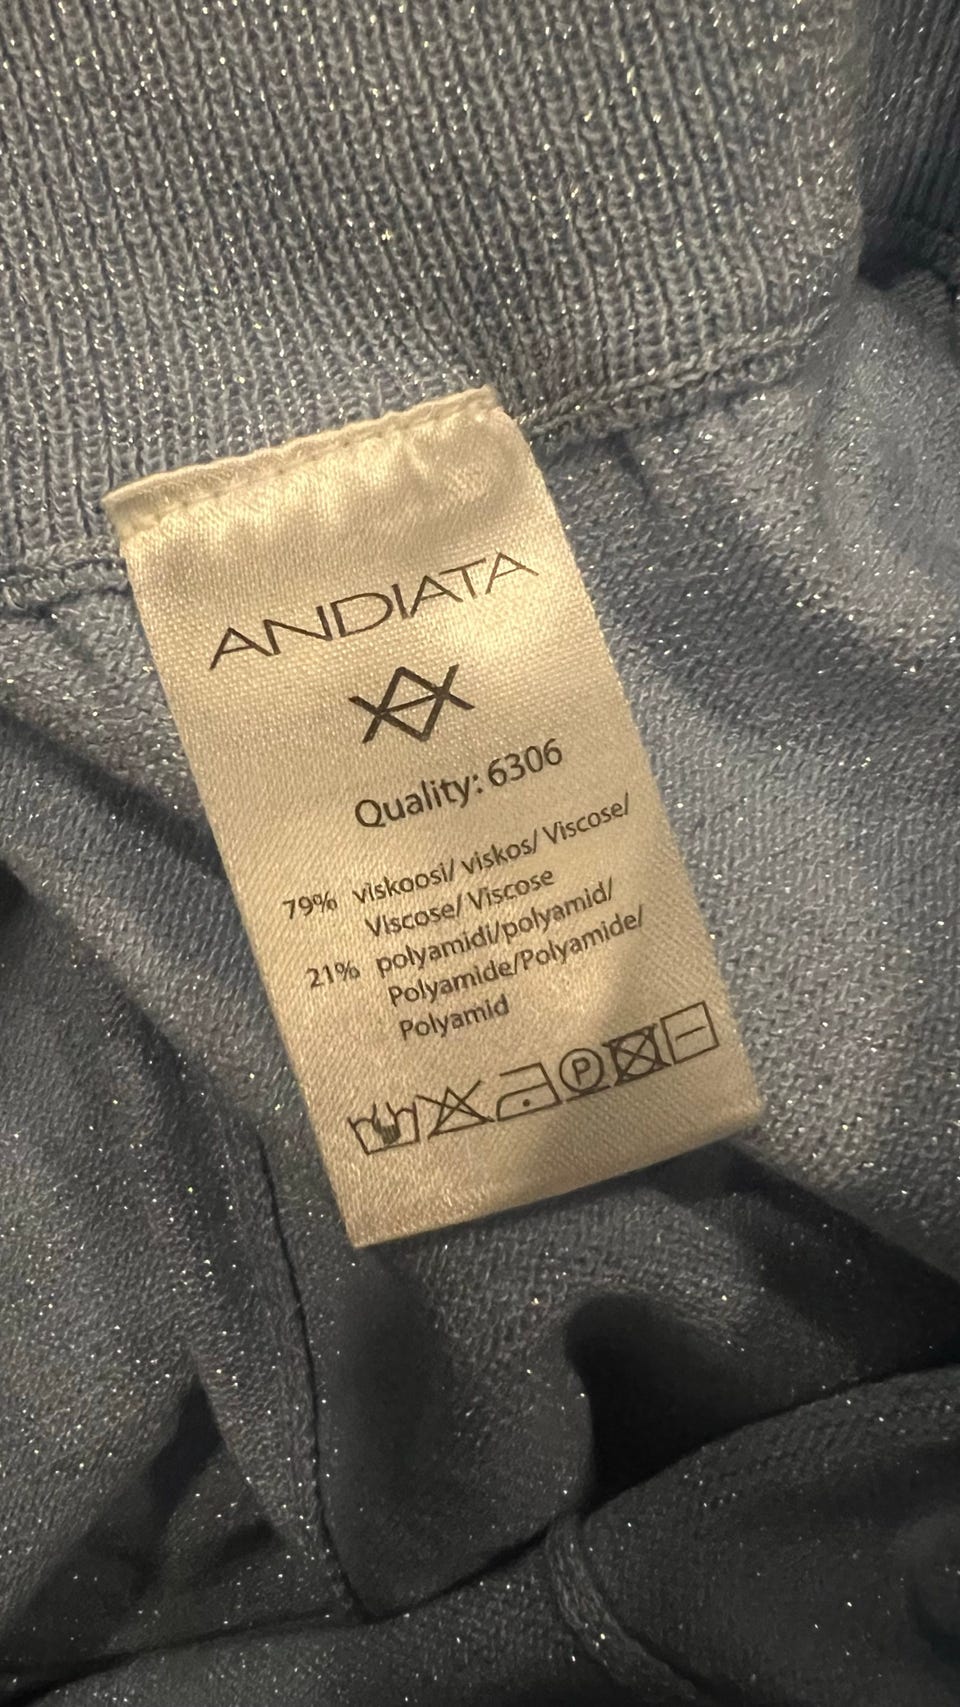 ANDIATA
Quality: 6306
79% viskoosi/ viskos/ Viscose/
Viscose/ Viscose
21% polyamidi/polyamid/
Polyamide/Polyamide/
Polyamid
P